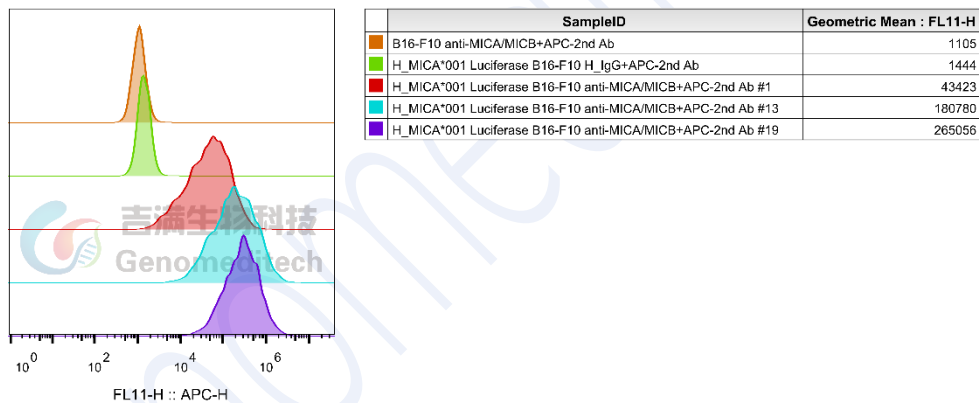 SampleID Geometric Mean : FL11-H
B16-F10 anti-MICA/MICB+APC-2nd Ab 1105
H_MICA*001 Luciferase B16-F10 H_IgG+APC-2nd Ab 1444
H_MICA*001 Luciferase B16-F10 anti-MICA/MICB+APC-2nd Ab #1 43423
H_MICA*001 Luciferase B16-F10 anti-MICA/MICB+APC-2nd Ab #13 180780
H_MICA*001 Luciferase B16-F10 anti-MICA/MICB+APC-2nd Ab #19 265056
吉满生物科技
Genomeditech
10^0 10^2 10^4 10^6
FL11-H :: APC-H